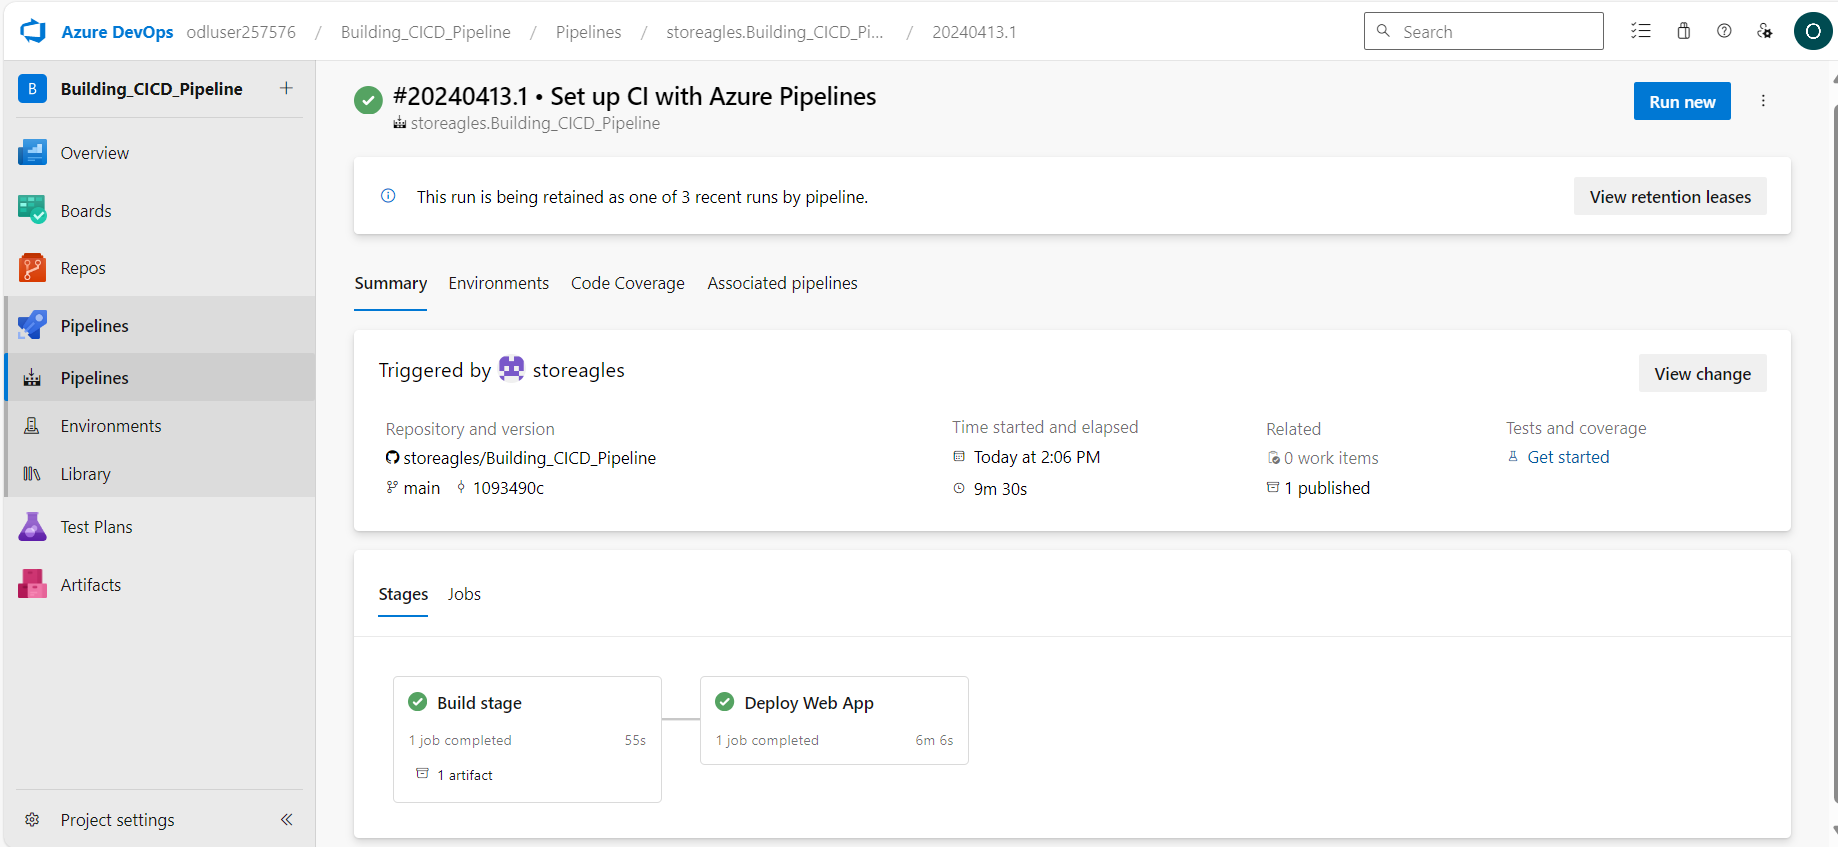 Azure DevOps odluser257576 / Building_CICD_Pipeline / Pipelines / storeagles.Building_CICD_Pi... / 20240413.1
Search
O
B Building_CICD_Pipeline +
Overview
Boards
Repos
Pipelines
Pipelines
Environments
Library
Test Plans
Artifacts
Project settings
#20240413.1 • Set up CI with Azure Pipelines
storeagles.Building_CICD_Pipeline
Run new
This run is being retained as one of 3 recent runs by pipeline.
View retention leases
Summary Environments Code Coverage Associated pipelines
Triggered by storeagles
View change
Repository and version
storeagles/Building_CICD_Pipeline
main 1093490c
Time started and elapsed
Today at 2:06 PM
9m 30s
Related
0 work items
1 published
Tests and coverage
Get started
Stages Jobs
Build stage
1 job completed 55s
1 artifact
Deploy Web App
1 job completed 6m 6s